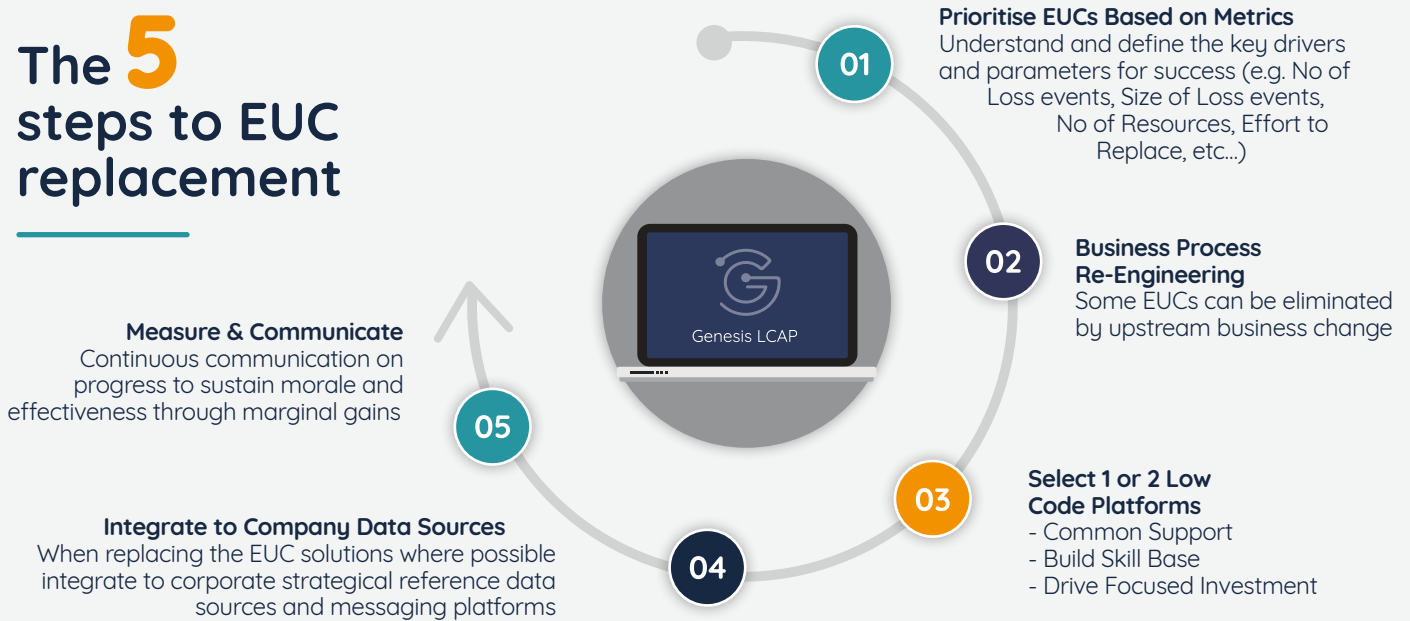 The 5
steps to EUC
replacement
01
Prioritise EUCs Based on Metrics
Understand and define the key drivers
and parameters for success (e.g. No of
Loss events, Size of Loss events,
No of Resources, Effort to
Replace, etc...)
02
Business Process
Re-Engineering
Some EUCs can be eliminated
by upstream business change
03
Select 1 or 2 Low
Code Platforms
- Common Support
- Build Skill Base
- Drive Focused Investment
04
Integrate to Company Data Sources
When replacing the EUC solutions where possible
integrate to corporate strategical reference data
sources and messaging platforms
05
Measure & Communicate
Continuous communication on
progress to sustain morale and
effectiveness through marginal gains
G
Genesis LCAP